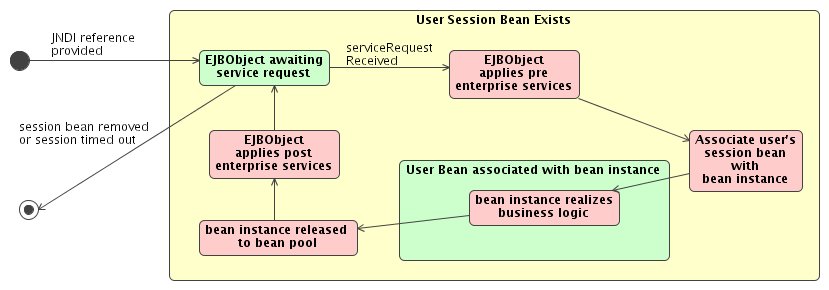 User Session Bean Exists
JNDI reference
provided
EJBObject awaiting
service request
serviceRequest
Received
EJBObject
applies pre
enterprise services
session bean removed
or session timed out
EJBObject
applies post
enterprise services
Associate user's
session bean
with
bean instance
User Bean associated with bean instance
bean instance realizes
business logic
bean instance released
to bean pool